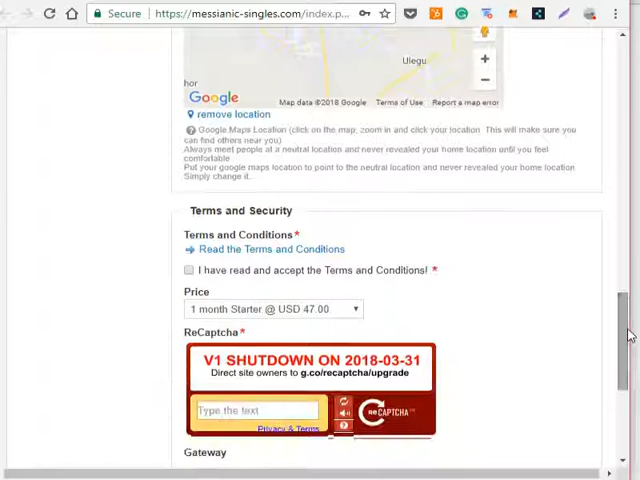 Secure https://messianic-singles.com/index.p...
Ulegu
hor
Google Map data ©2018 Google Terms of Use Report a map error
remove location
Google Maps Location (click on the map, zoom in and click your location. This will make sure you
can find others near you)
Always meet people at a neutral location and never revealed your home location until you feel
comfortable
Put your google maps location to point to the neutral location and never revealed your home location.
Simply change it.
Terms and Security
Terms and Conditions*
Read the Terms and Conditions
I have read and accept the Terms and Conditions! *
Price
1 month Starter @ USD 47.00
ReCaptcha*
V1 SHUTDOWN ON 2018-03-31
Direct site owners to g.co/recaptcha/upgrade
Type the text
Privacy & Terms
reCAPTCHA™
Gateway